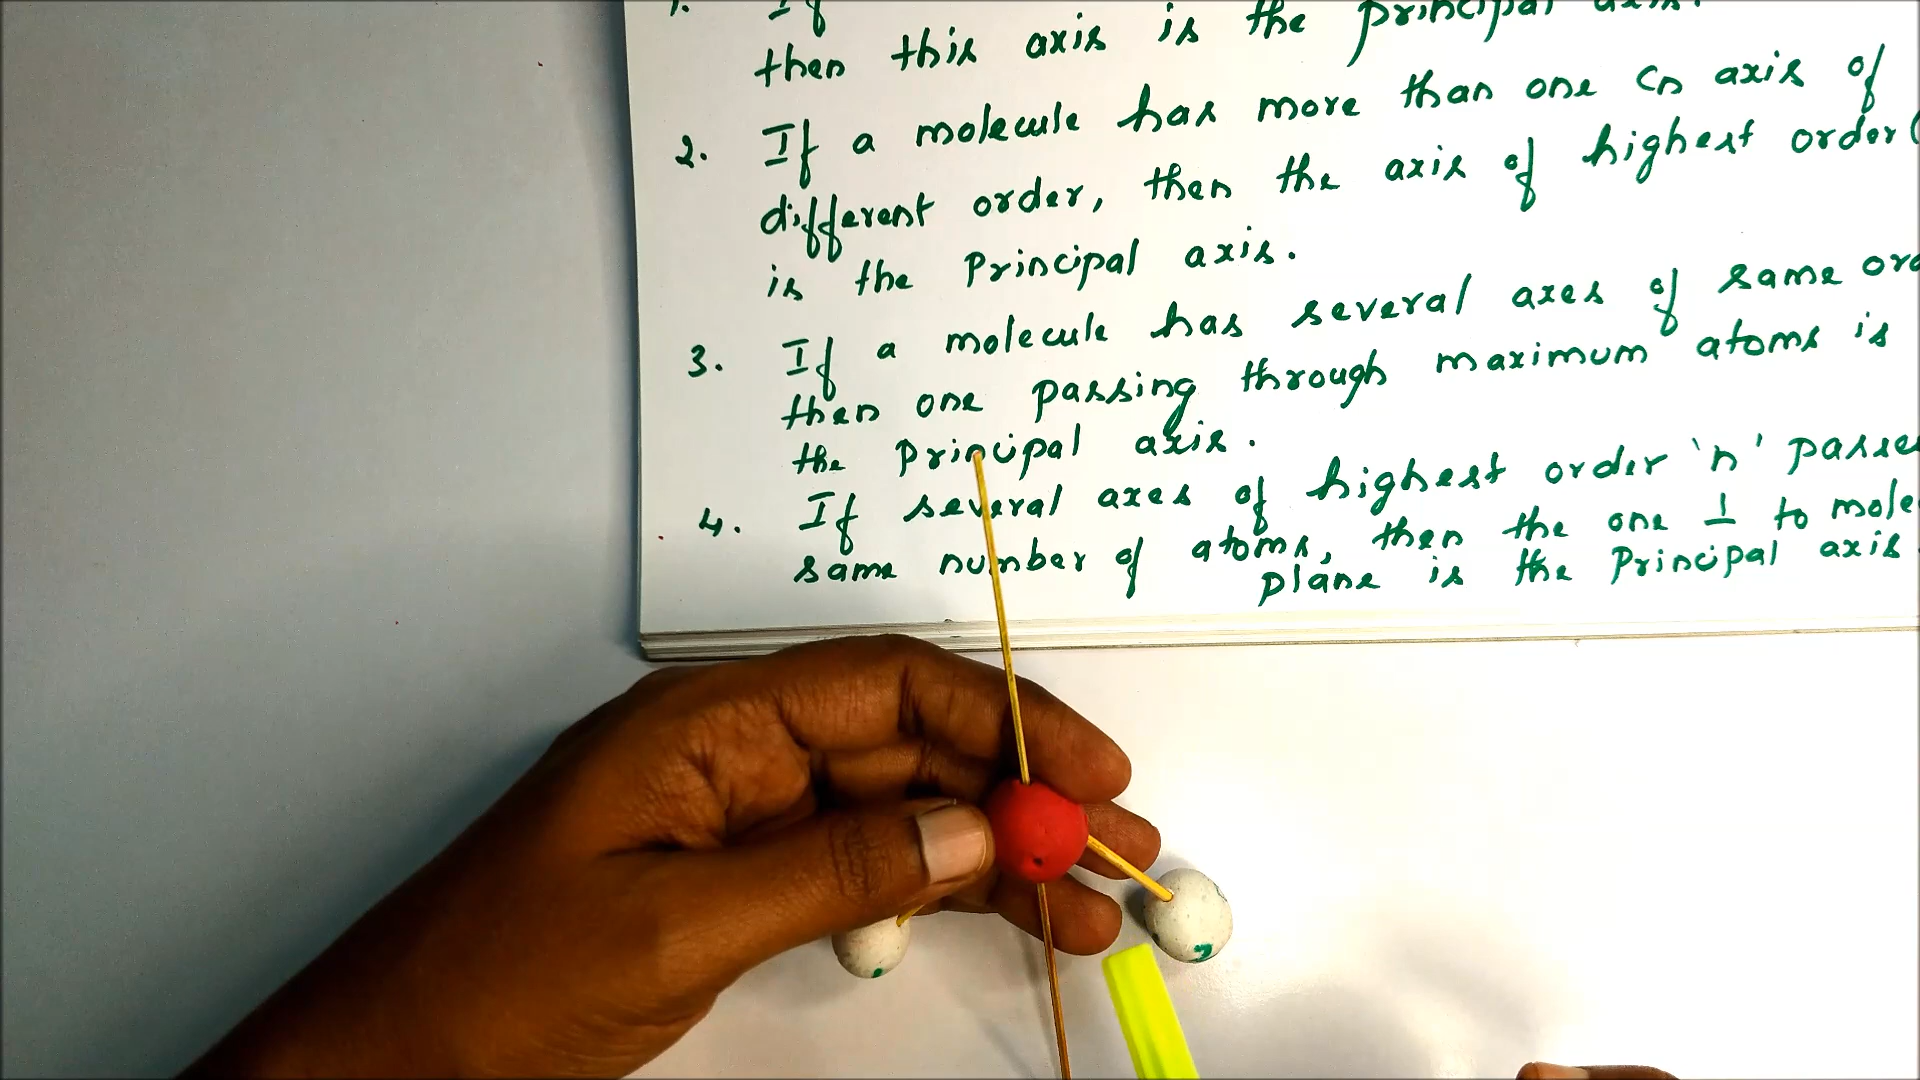 1. If
then this axis is the principal axis.
2. If a molecule has more than one Cn axis of
different order, then the axis of highest order (
is the Principal axis.
3. If a molecule has several axes of same
then one passing through maximum atoms is
the Principal axis.
4. If several axes of highest order 'n'
same number of atoms, then the one ⊥ to
plane is the Principal axis